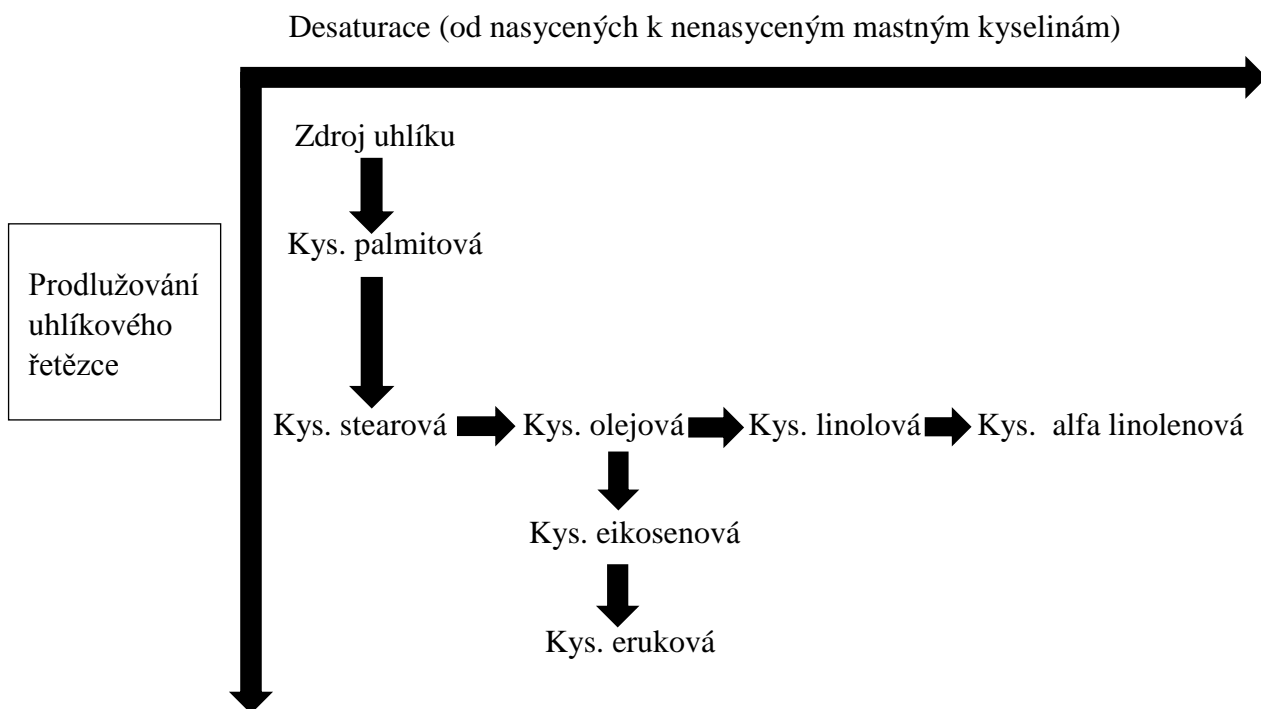 Desaturace (od nasycených k nenasyceným mastným kyselinám)
Zdroj uhlíku
Kys. palmitová
Prodlužování
uhlíkového
řetězce
Kys. stearová
Kys. olejová
Kys. linolová
Kys.  alfa linolenová
Kys. eikosenová
Kys. eruková